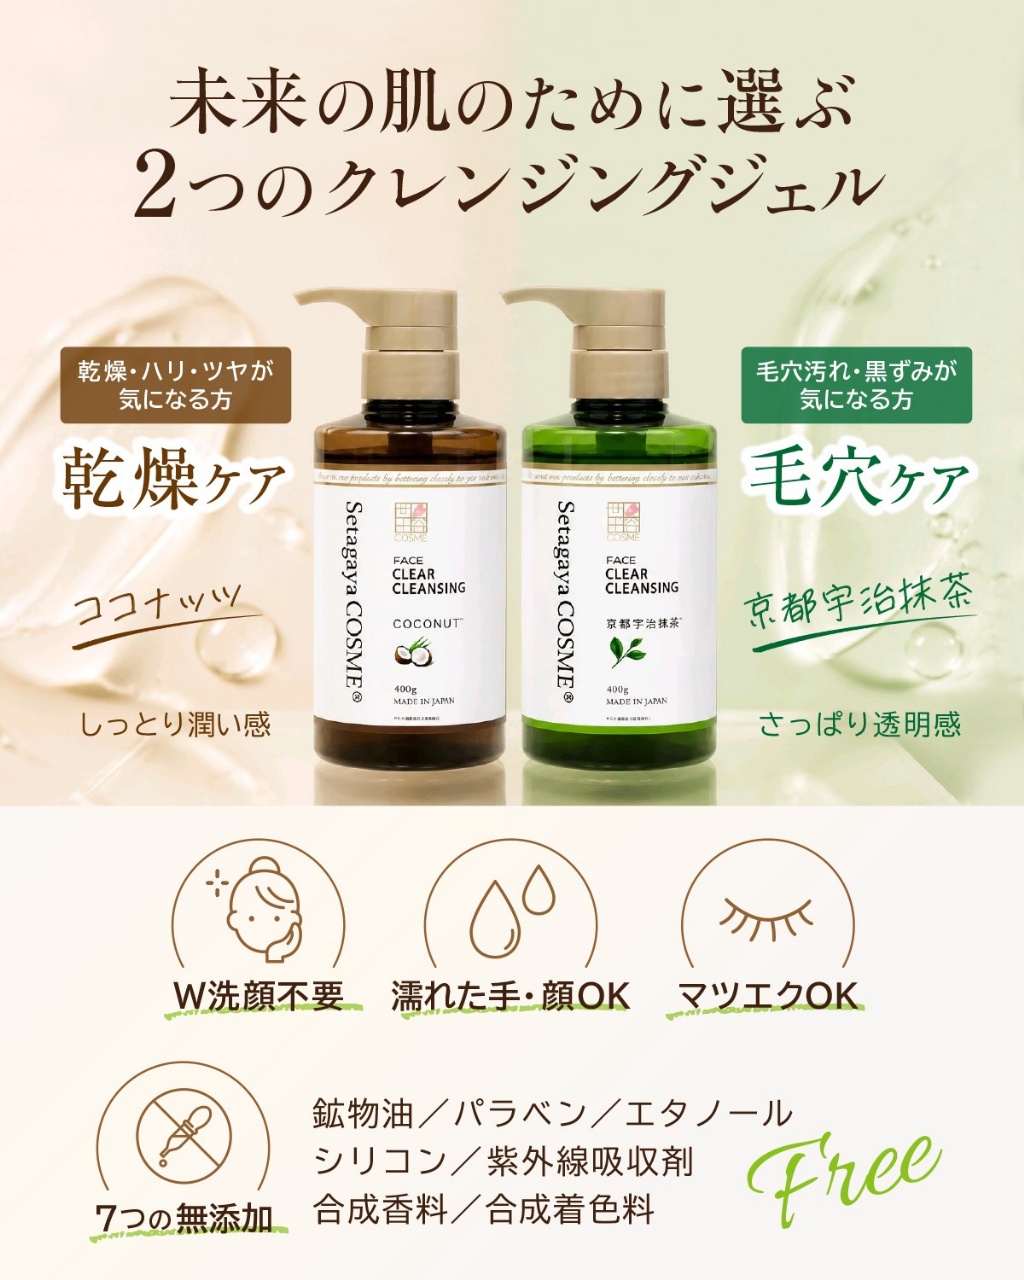 未来の肌のために選ぶ
2つのクレンジングジェル
乾燥・ハリ・ツヤが
気になる方
乾燥ケア
ココナッツ
しっとり潤い感
毛穴汚れ・黒ずみが
気になる方
毛穴ケア
京都宇治抹茶
さっぱり透明感
Setagaya COSME®
COSME
FACE
CLEAR
CLEANSING
COCONUT
400g
MADE IN JAPAN
Setagaya COSME®
COSME
FACE
CLEAR
CLEANSING
京都宇治抹茶
400g
MADE IN JAPAN
W洗顔不要
濡れた手・顔OK
マツエクOK
7つの無添加
鉱物油／パラベン／エタノール
シリコン／紫外線吸収剤
合成香料／合成着色料
Free